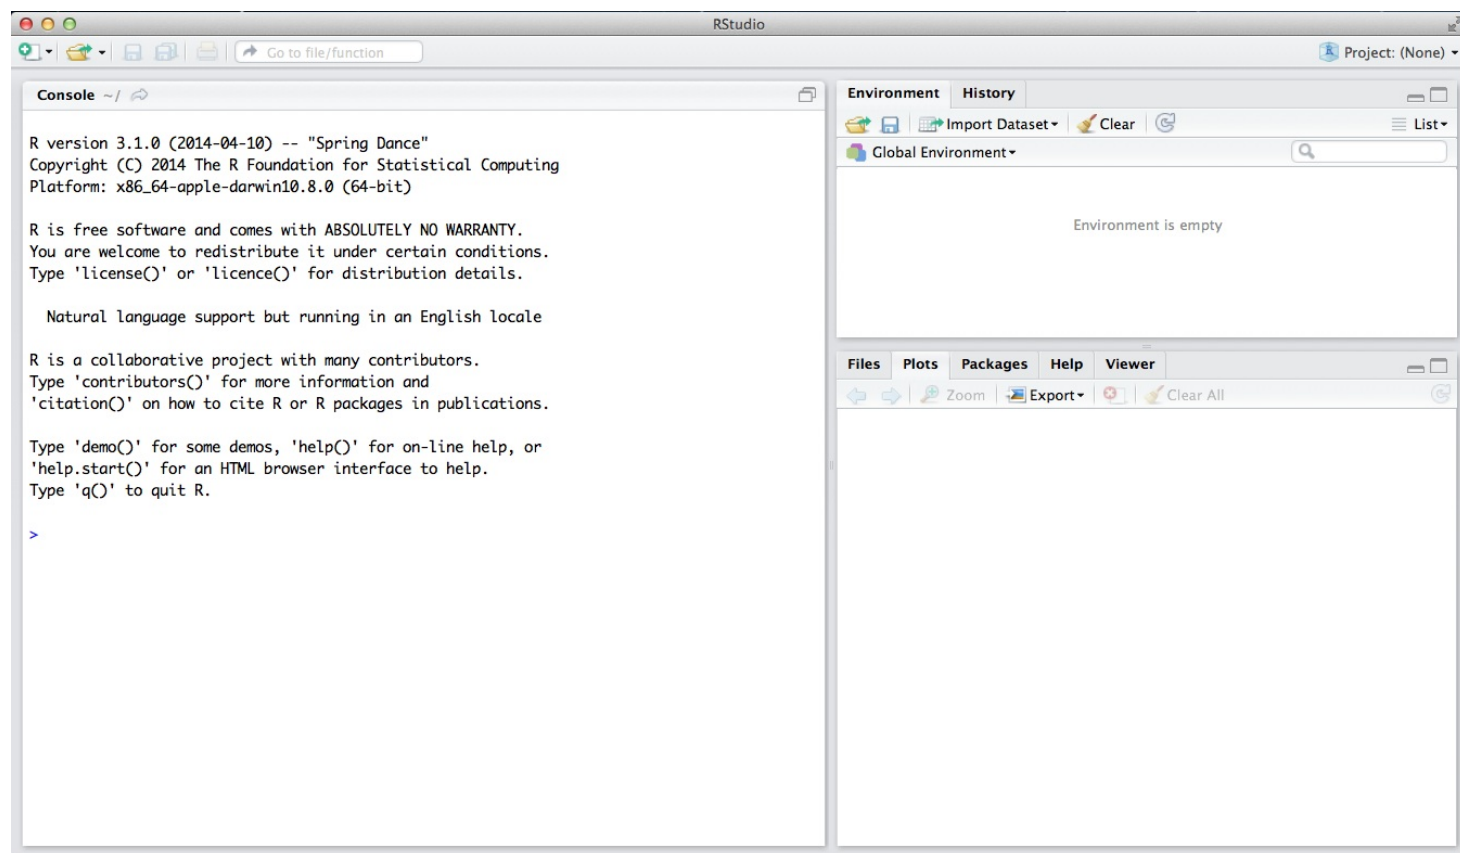 RStudio
Go to file/function
Project: (None)
Console ~/
R version 3.1.0 (2014-04-10) -- "Spring Dance"
Copyright (C) 2014 The R Foundation for Statistical Computing
Platform: x86_64-apple-darwin10.8.0 (64-bit)
R is free software and comes with ABSOLUTELY NO WARRANTY.
You are welcome to redistribute it under certain conditions.
Type 'license()' or 'licence()' for distribution details.
Natural language support but running in an English locale
R is a collaborative project with many contributors.
Type 'contributors()' for more information and
'citation()' on how to cite R or R packages in publications.
Type 'demo()' for some demos, 'help()' for on-line help, or
'help.start()' for an HTML browser interface to help.
Type 'q()' to quit R.
>
Environment History
Import Dataset Clear List
Global Environment
Environment is empty
Files Plots Packages Help Viewer
Zoom Export Clear All